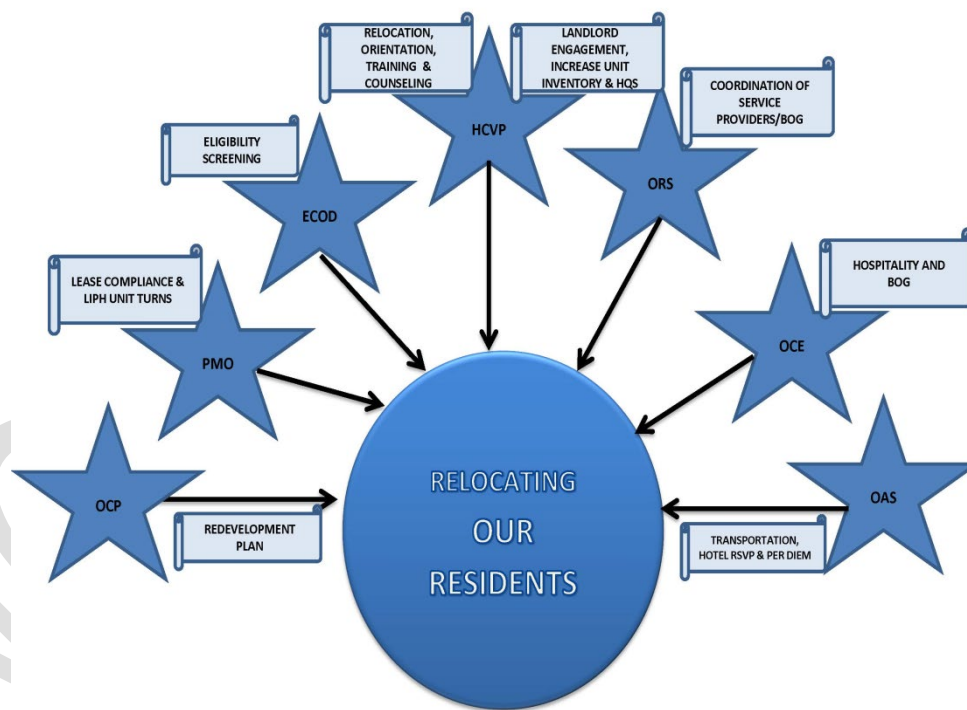 RELOCATION,
ORIENTATION,
TRAINING &
COUNSELING
LANDLORD
ENGAGEMENT,
INCREASE UNIT
INVENTORY & HQS
COORDINATION OF
SERVICE
PROVIDERS/BOG
ELIGIBILITY
SCREENING
HCVP
ORS
ECOD
LEASE COMPLIANCE &
LIPH UNIT TURNS
HOSPITALITY AND
BOG
PMO
OCE
OCP
REDEVELOPMENT
PLAN
RELOCATING
OUR
RESIDENTS
OAS
TRANSPORTATION,
HOTEL RSVP & PER DIEM